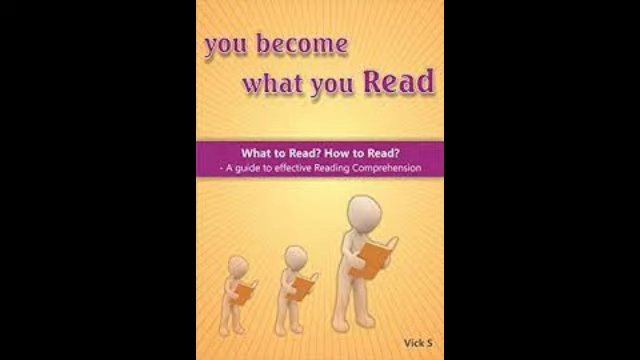 you become
what you Read
What to Read? How to Read?
- A guide to effective Reading Comprehension
Vick S